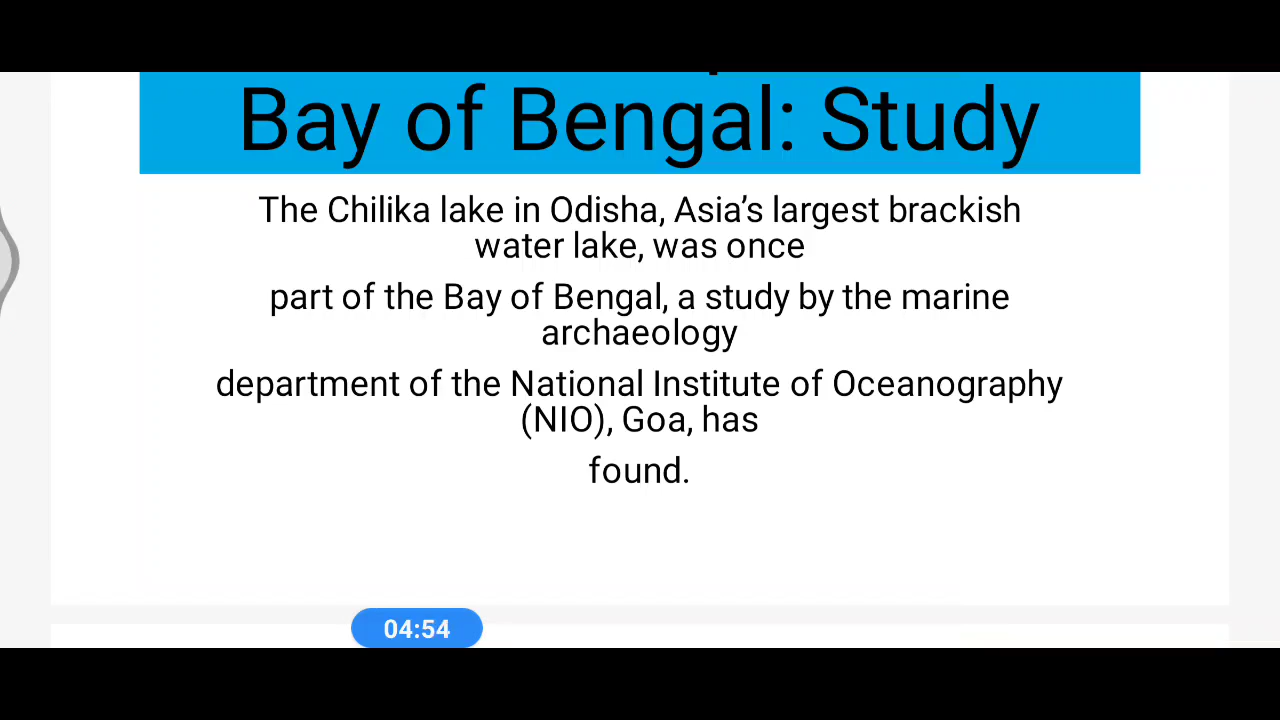 Bay of Bengal: Study
The Chilika lake in Odisha, Asia’s largest brackish
water lake, was once
part of the Bay of Bengal, a study by the marine
archaeology
department of the National Institute of Oceanography
(NIO), Goa, has
found.
04:54